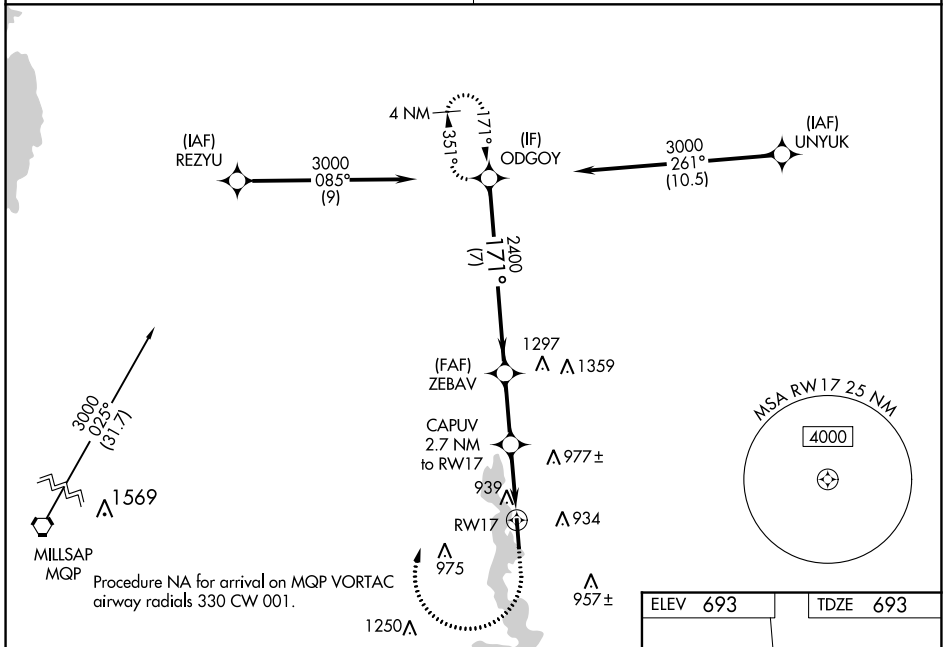 4 NM
351°
171°
(IF)
ODGOY
(IAF)
REZYU
3000
085°
(9)
(IAF)
UNYUK
3000
261°
(10.5)
2400
171°
(7)
1297
1359
(FAF)
ZEBAV
CAPUV
2.7 NM
to RW17
977±
939
RW17
934
975
957±
1250
3000
025°
(31.7)
1569
MILLSAP
MQP
Procedure NA for arrival on MQP VORTAC
airway radials 330 CW 001.
MSA RW17 25 NM
4000
ELEV 693
TDZE 693